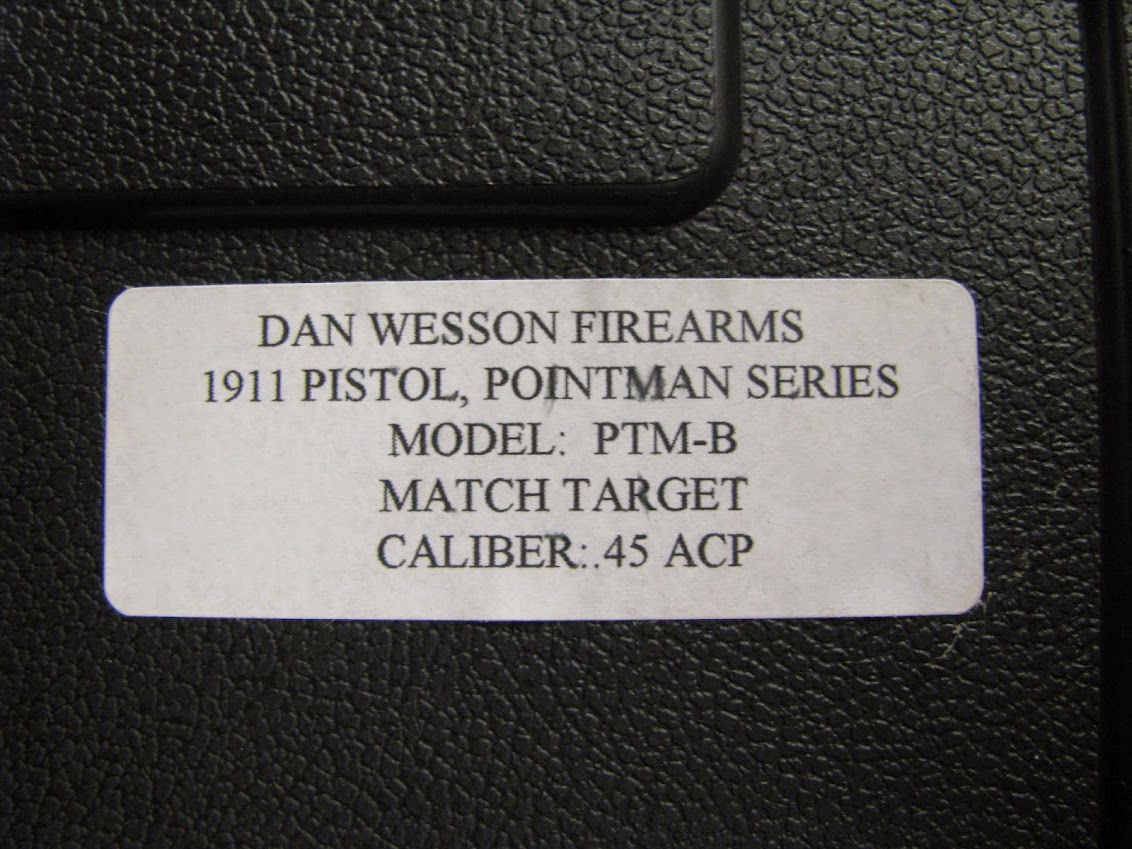 DAN WESSON FIREARMS
1911 PISTOL, POINTMAN SERIES
MODEL: PTM-B
MATCH TARGET
CALIBER: .45 ACP